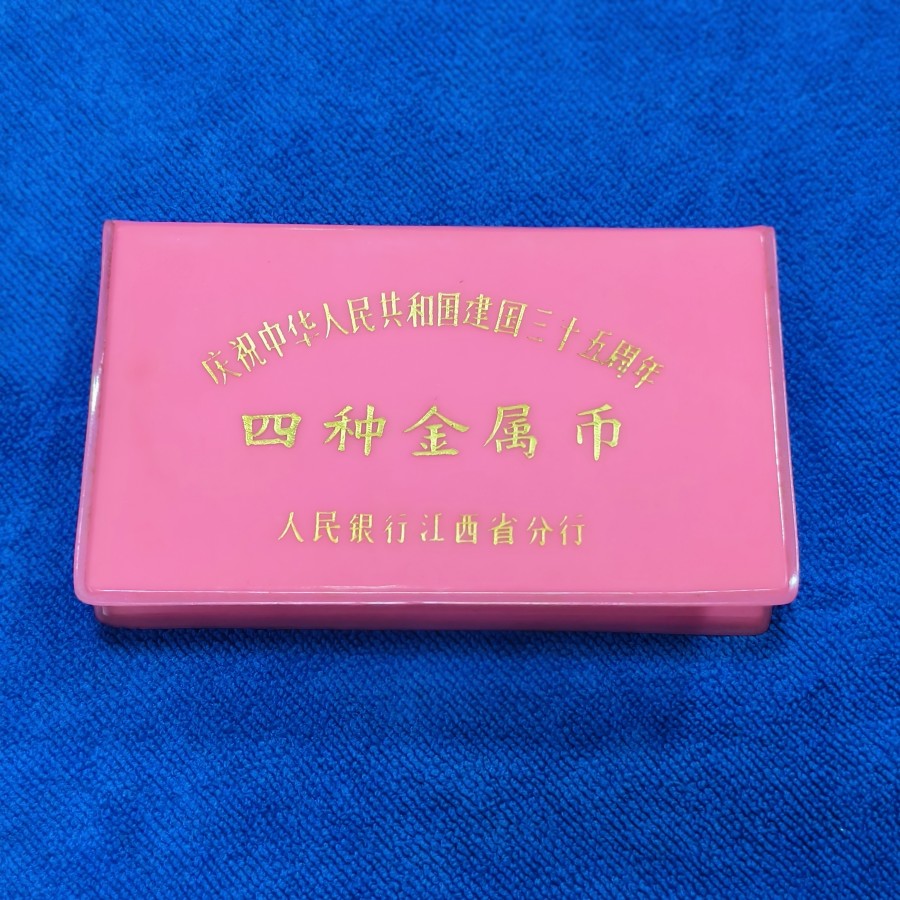 庆祝中华人民共和国建国三十五周年
四种金属币
人民银行江西省分行